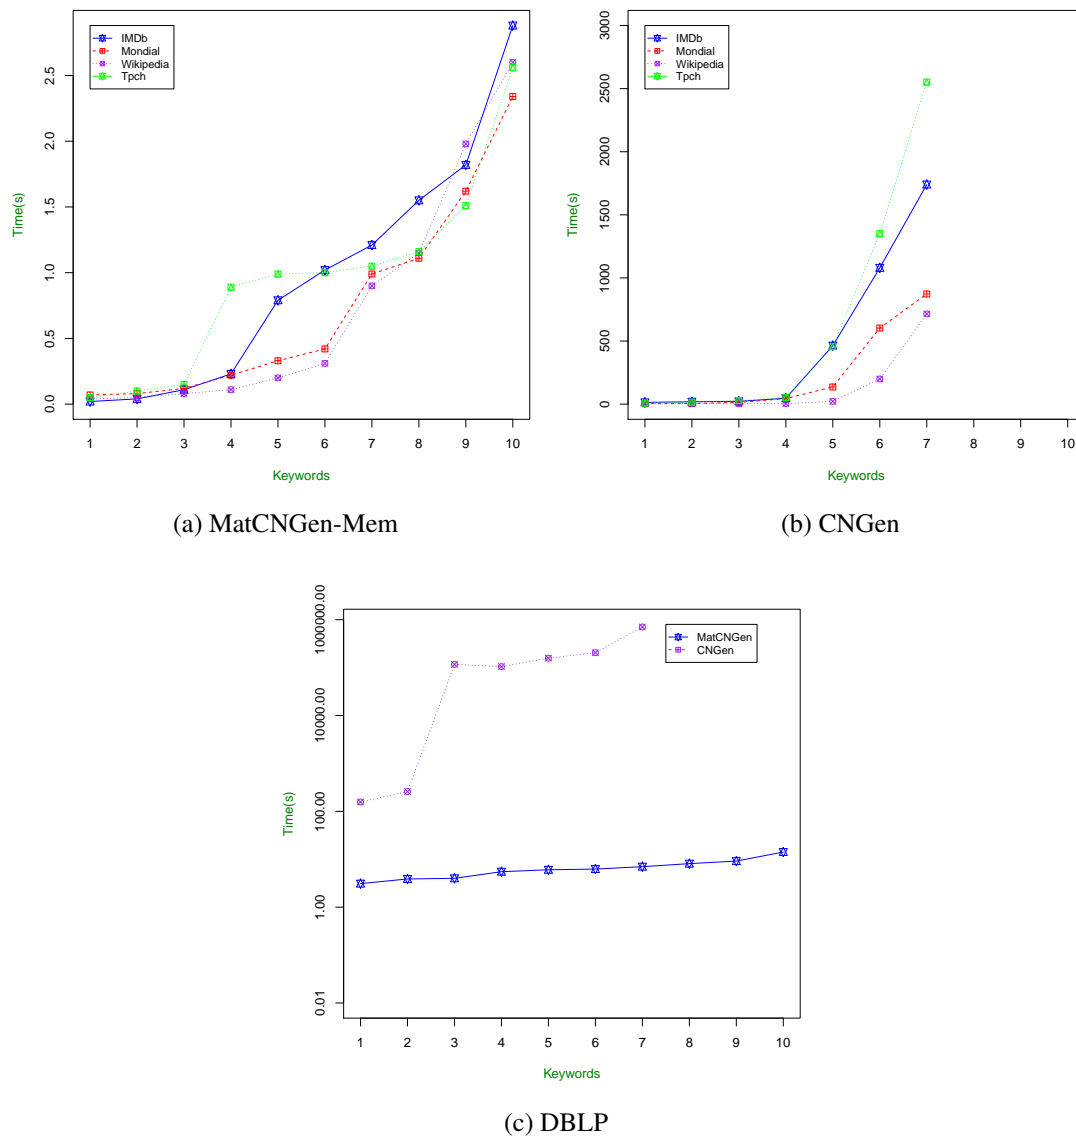 IMDb
Mondial
Wikipedia
Tpch
Time(s)
0.0 0.5 1.0 1.5 2.0 2.5
1 2 3 4 5 6 7 8 9 10
Keywords
(a) MatCNGen-Mem
IMDb
Mondial
Wikipedia
Tpch
Time(s)
0 500 1000 1500 2000 2500 3000
1 2 3 4 5 6 7 8 9 10
Keywords
(b) CNGen
MatCNGen
CNGen
Time(s)
0.01 1.00 100.00 10000.00 1000000.00
1 2 3 4 5 6 7 8 9 10
Keywords
(c) DBLP